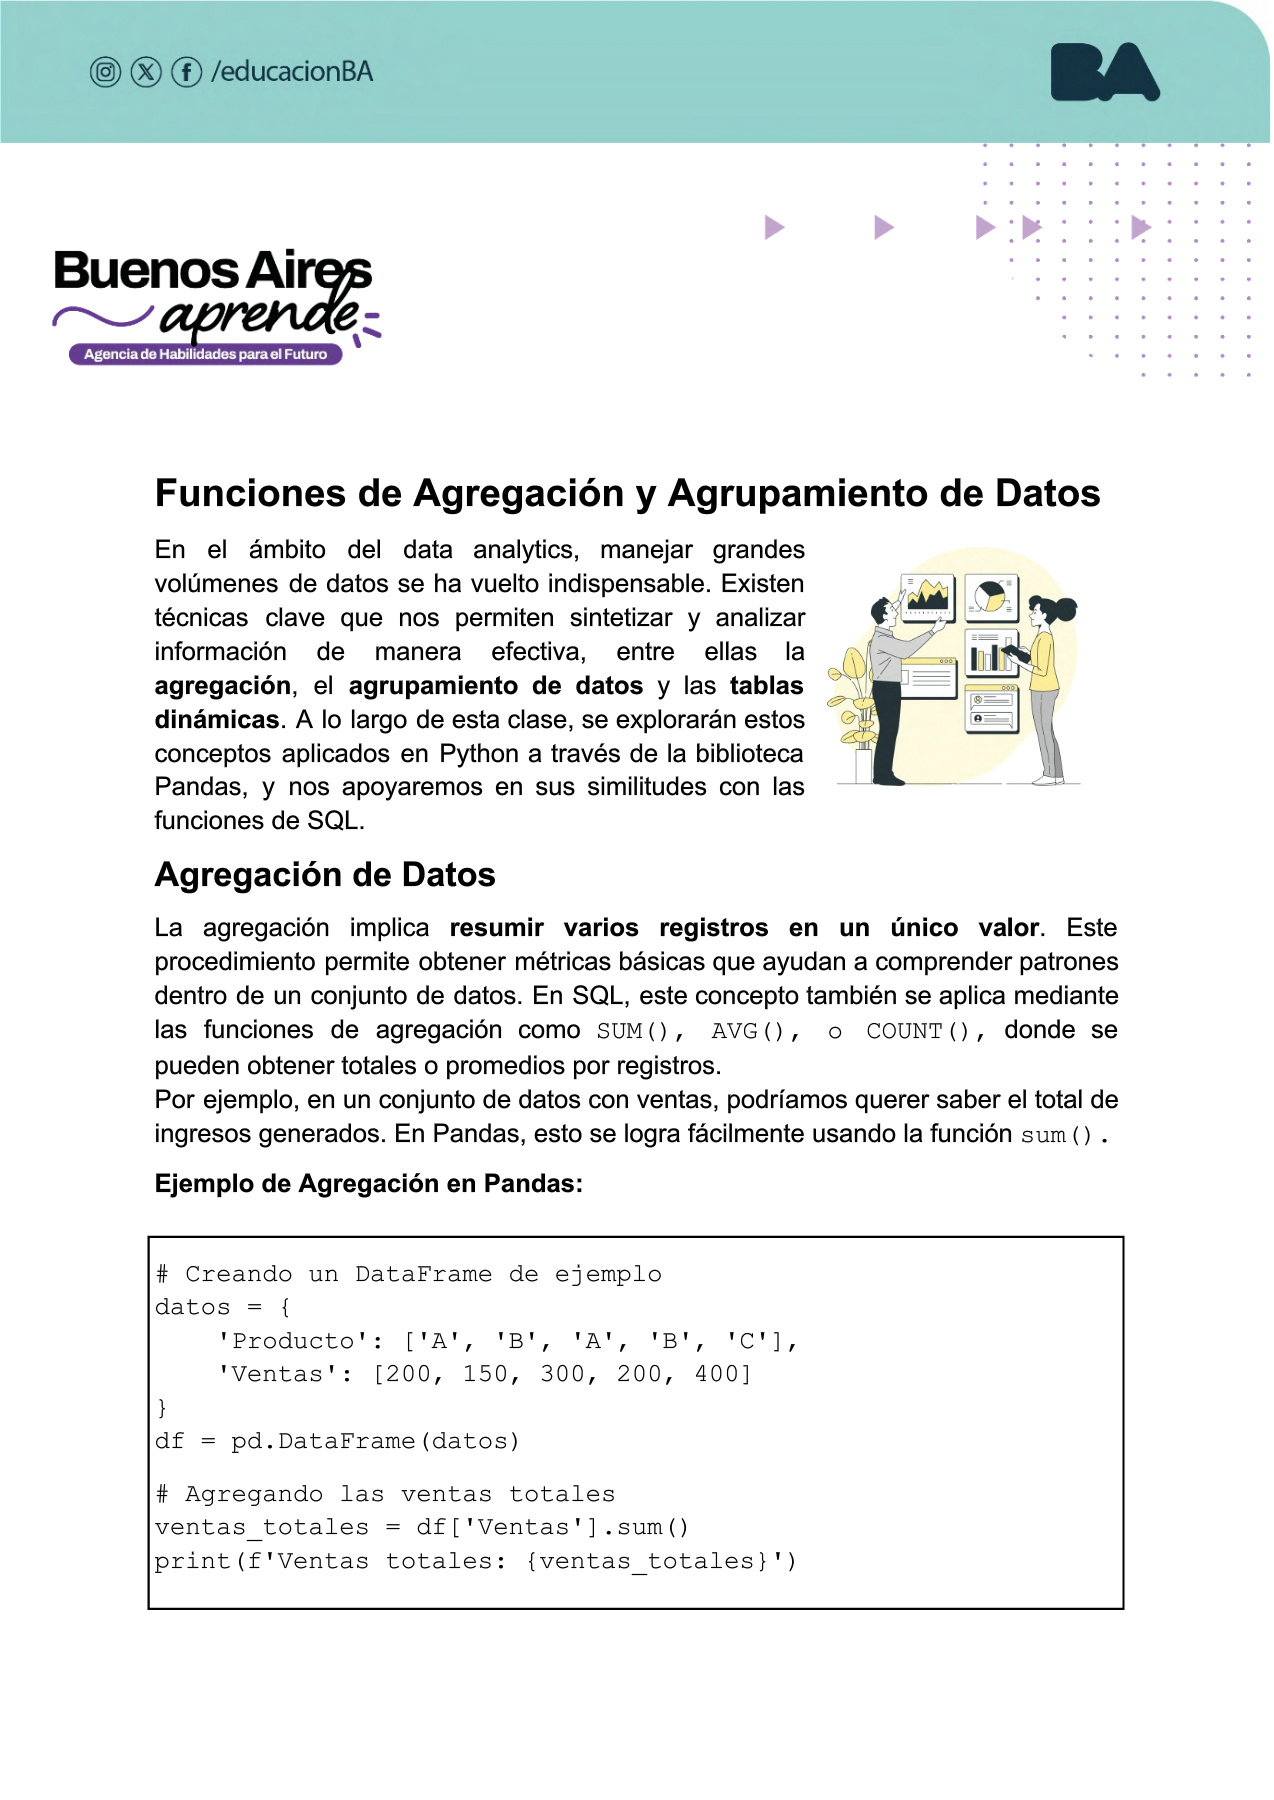 /educacionBA
BA
Buenos Aires
aprende
Agencia de Habilidades para el Futuro
Funciones de Agregación y Agrupamiento de Datos
En el ámbito del data analytics, manejar grandes
volúmenes de datos se ha vuelto indispensable. Existen
técnicas clave que nos permiten sintetizar y analizar
información de manera efectiva, entre ellas la
agregación, el agrupamiento de datos y las tablas
dinámicas. A lo largo de esta clase, se explorarán estos
conceptos aplicados en Python a través de la biblioteca
Pandas, y nos apoyaremos en sus similitudes con las
funciones de SQL.
Agregación de Datos
La agregación implica resumir varios registros en un único valor. Este
procedimiento permite obtener métricas básicas que ayudan a comprender patrones
dentro de un conjunto de datos. En SQL, este concepto también se aplica mediante
las funciones de agregación como SUM(), AVG(), o COUNT(), donde se
pueden obtener totales o promedios por registros.
Por ejemplo, en un conjunto de datos con ventas, podríamos querer saber el total de
ingresos generados. En Pandas, esto se logra fácilmente usando la función sum().
Ejemplo de Agregación en Pandas:
# Creando un DataFrame de ejemplo
datos = {
    'Producto': ['A', 'B', 'A', 'B', 'C'],
    'Ventas': [200, 150, 300, 200, 400]
}
df = pd.DataFrame(datos)
# Agregando las ventas totales
ventas_totales = df['Ventas'].sum()
print(f'Ventas totales: {ventas_totales}')